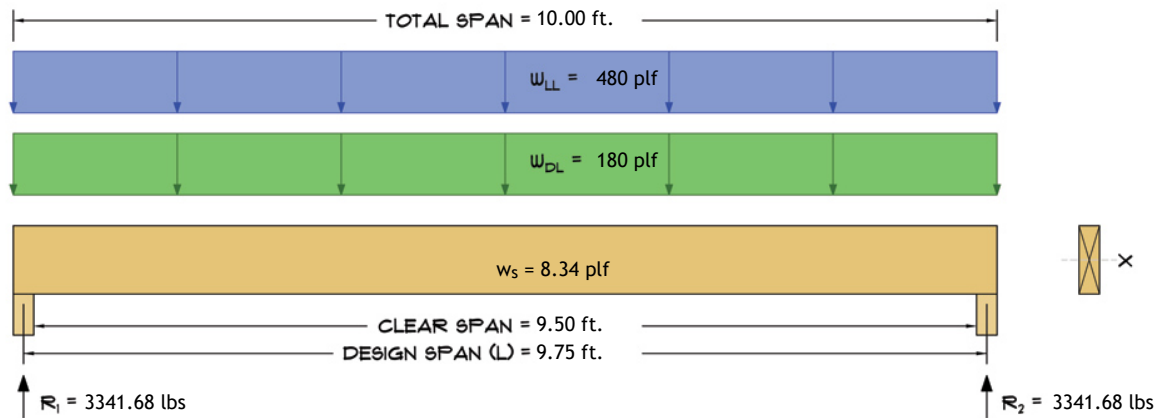 TOTAL SPAN = 10.00 ft.
WLL = 480 plf
WDL = 180 plf
ws = 8.34 plf
X
CLEAR SPAN = 9.50 ft.
DESIGN SPAN (L) = 9.75 ft.
R1 = 3341.68 lbs
R2 = 3341.68 lbs